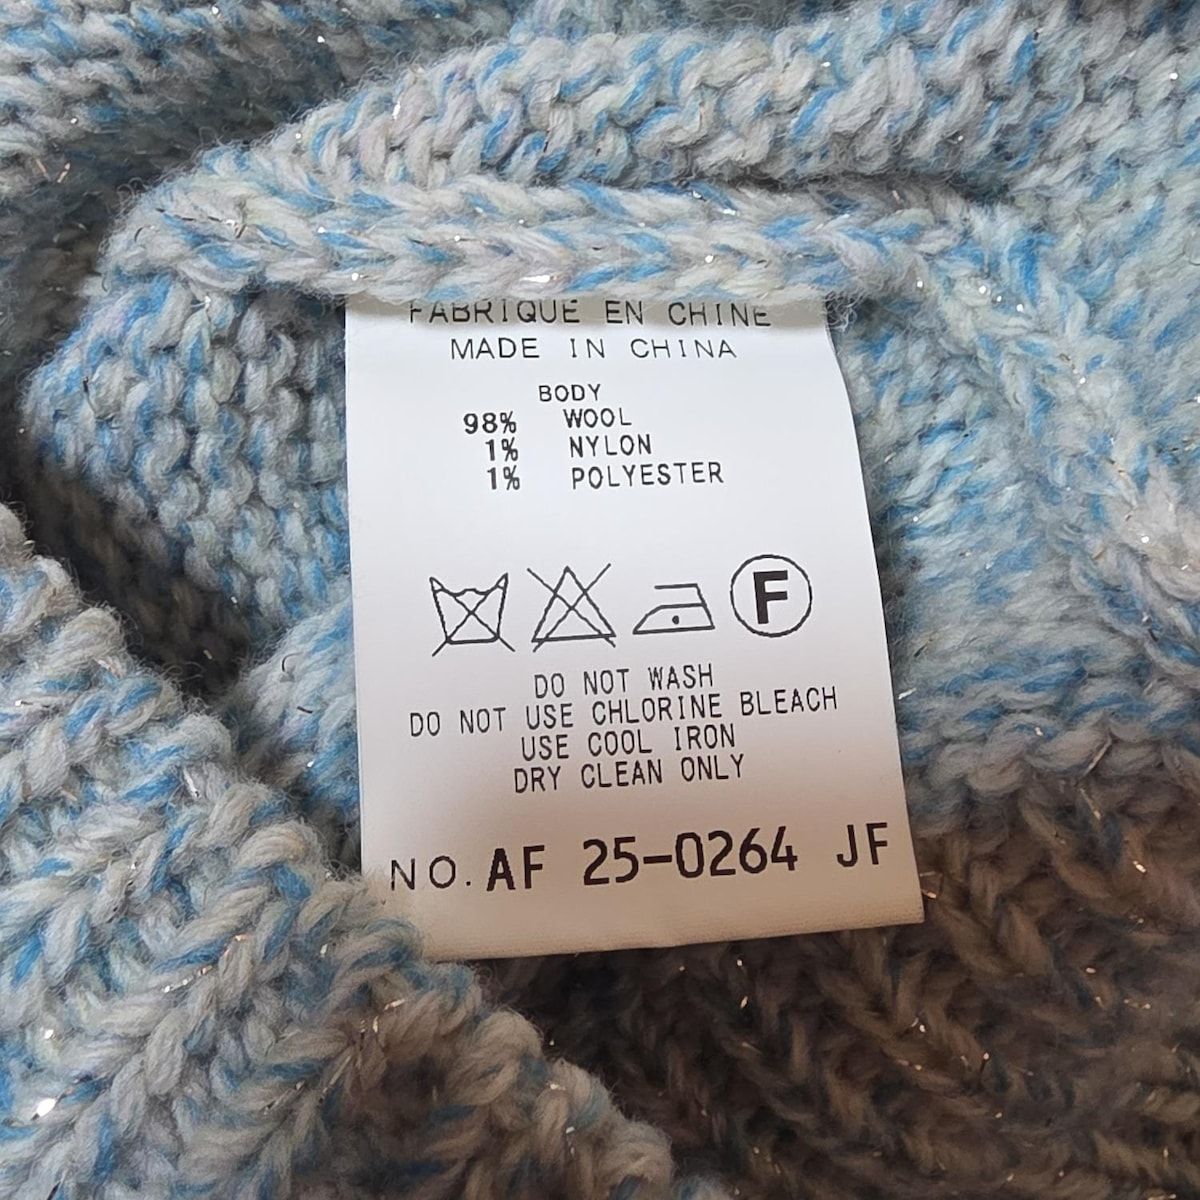 FABRIQUE EN CHINE
MADE IN CHINA
BODY
98% WOOL
1% NYLON
1% POLYESTER
F
DO NOT WASH
DO NOT USE CHLORINE BLEACH
USE COOL IRON
DRY CLEAN ONLY
NO. AF 25-0264 JF